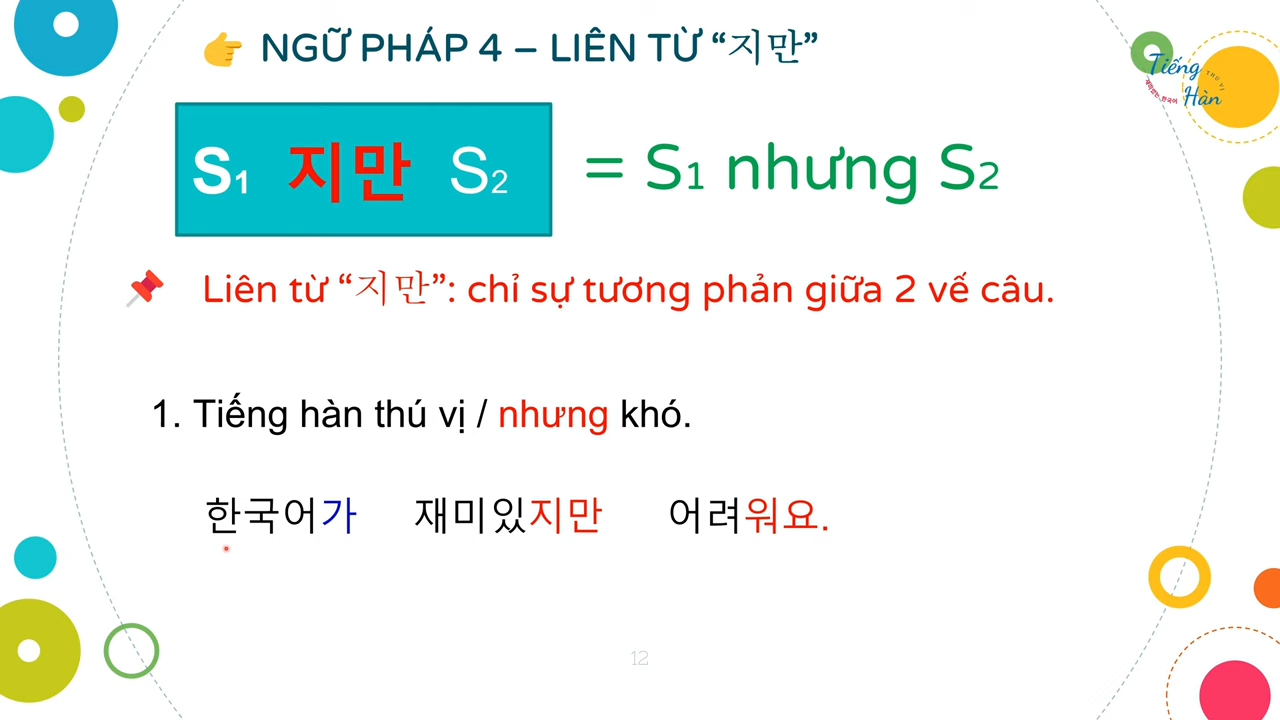 NGỮ PHÁP 4 – LIÊN TỪ “지만”
Tiếng THÚ VỊ
Hàn
S1 지만 S2 = S1 nhưng S2
Liên từ “지만”: chỉ sự tương phản giữa 2 vế câu.
1. Tiếng hàn thú vị / nhưng khó.
한국어가 재미있지만 어려워요.
12